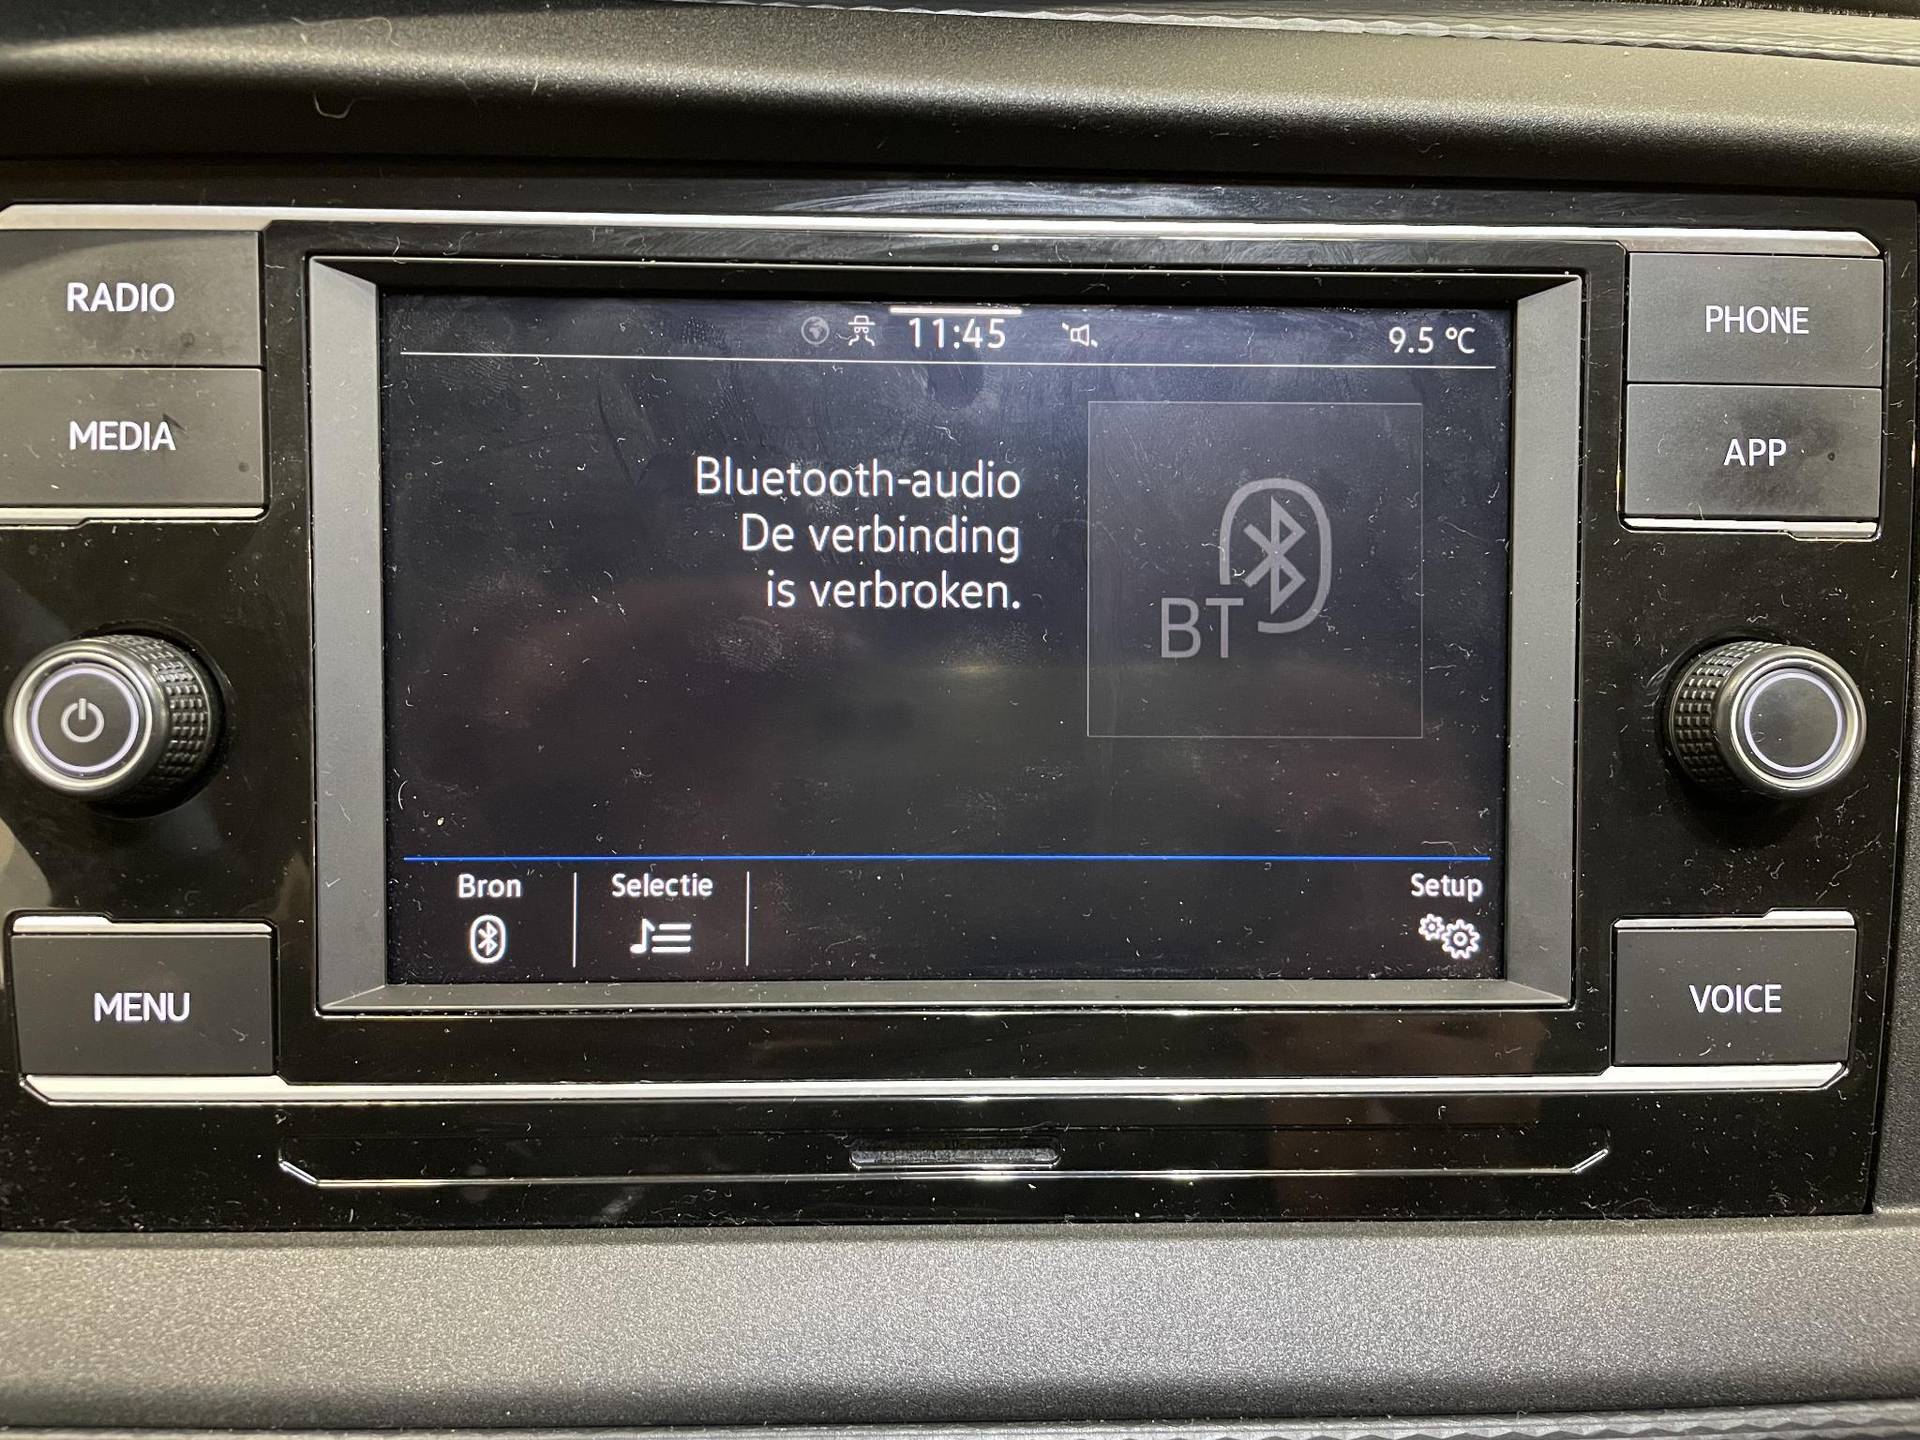 RADIO
MEDIA
MENU
11:45
9.5 °C
Bluetooth-audio
De verbinding
is verbroken.
BT
Bron
Selectie
Setup
PHONE
APP
VOICE